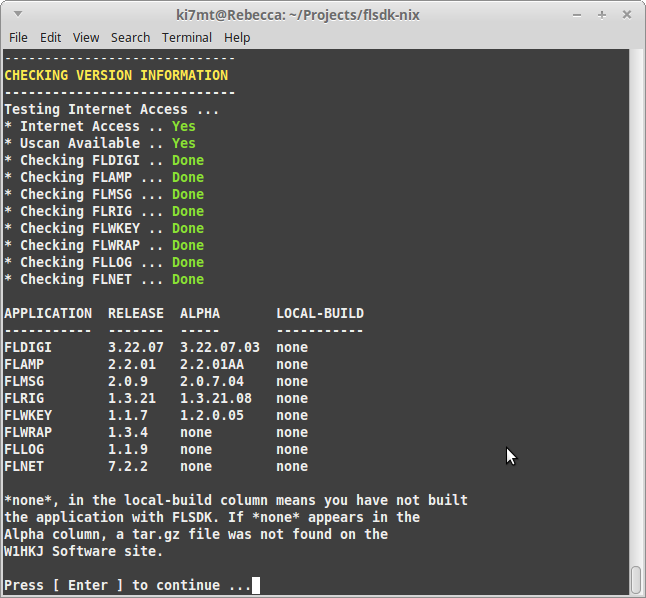 ki7mt@Rebecca: ~/Projects/flsdk-nix
File Edit View Search Terminal Help
-----------------------------
CHECKING VERSION INFORMATION
-----------------------------
Testing Internet Access ...
* Internet Access .. Yes
* Uscan Available .. Yes
* Checking FLDIGI .. Done
* Checking FLAMP ... Done
* Checking FLMSG ... Done
* Checking FLRIG ... Done
* Checking FLWKEY .. Done
* Checking FLWRAP .. Done
* Checking FLLOG ... Done
* Checking FLNET ... Done
APPLICATION  RELEASE  ALPHA       LOCAL-BUILD
-----------  -------  -----       -----------
FLDIGI       3.22.07  3.22.07.03  none
FLAMP        2.2.01   2.2.01AA    none
FLMSG        2.0.9    2.0.7.04    none
FLRIG        1.3.21   1.3.21.08   none
FLWKEY       1.1.7    1.2.0.05    none
FLWRAP       1.3.4    none        none
FLLOG        1.1.9    none        none
FLNET        7.2.2    none        none
*none*, in the local-build column means you have not built
the application with FLSDK. If *none* appears in the
Alpha column, a tar.gz file was not found on the
W1HKJ Software site.
Press [ Enter ] to continue ...